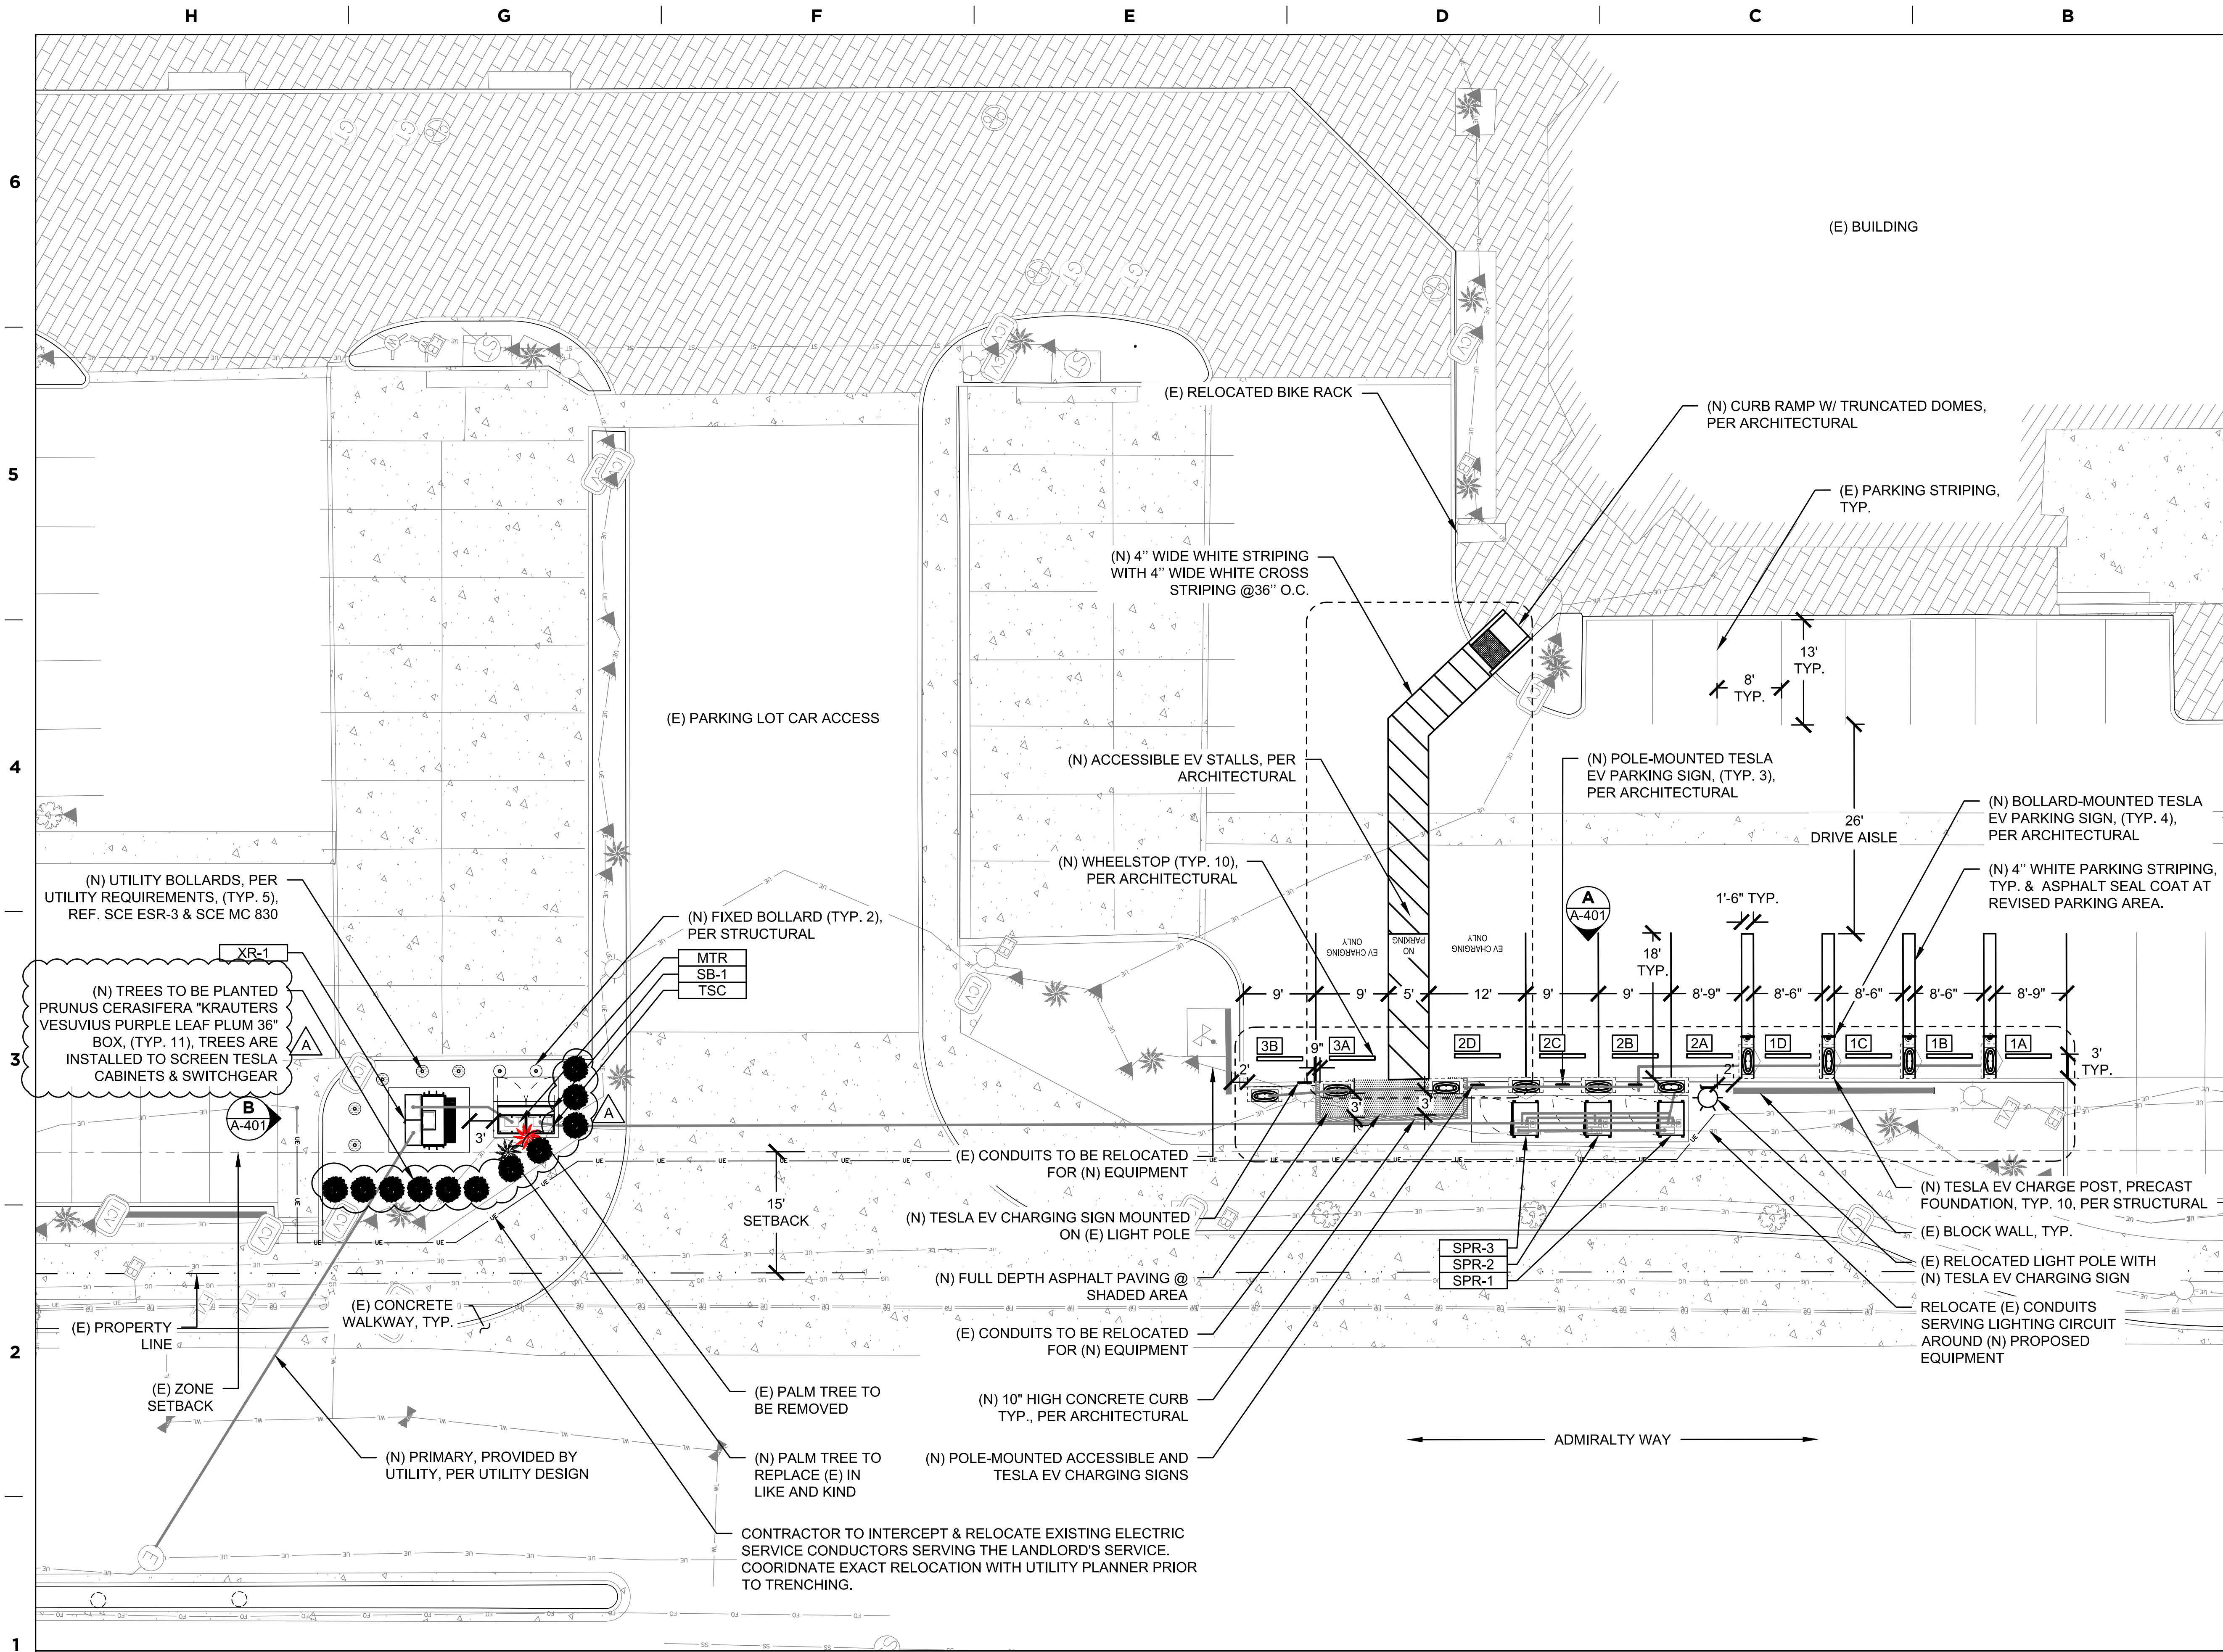 H
G
F
E
D
C
B
6
5
4
3
2
1
(E) BUILDING
(E) RELOCATED BIKE RACK
(N) CURB RAMP W/ TRUNCATED DOMES,
PER ARCHITECTURAL
(E) PARKING STRIPING,
TYP.
(N) 4'' WIDE WHITE STRIPING
WITH 4'' WIDE WHITE CROSS
STRIPING @36'' O.C.
13'
TYP.
8'
TYP.
(E) PARKING LOT CAR ACCESS
(N) ACCESSIBLE EV STALLS, PER
ARCHITECTURAL
(N) POLE-MOUNTED TESLA
EV PARKING SIGN, (TYP. 3),
PER ARCHITECTURAL
26'
DRIVE AISLE
(N) BOLLARD-MOUNTED TESLA
EV PARKING SIGN, (TYP. 4),
PER ARCHITECTURAL
(N) WHEELSTOP (TYP. 10),
PER ARCHITECTURAL
(N) 4'' WHITE PARKING STRIPING,
TYP. & ASPHALT SEAL COAT AT
REVISED PARKING AREA.
(N) UTILITY BOLLARDS, PER
UTILITY REQUIREMENTS, (TYP. 5),
REF. SCE ESR-3 & SCE MC 830
(N) FIXED BOLLARD (TYP. 2),
PER STRUCTURAL
A
A-401
1'-6" TYP.
XR-1
MTR
SB-1
TSC
EV CHARGING
ONLY
NO
PARKING
EV CHARGING
ONLY
18'
TYP.
(N) TREES TO BE PLANTED
PRUNUS CERASIFERA "KRAUTERS
VESUVIUS PURPLE LEAF PLUM 36"
BOX, (TYP. 11), TREES ARE
INSTALLED TO SCREEN TESLA
CABINETS & SWITCHGEAR
A
9'
9'
5'
12'
9'
9'
8'-9"
8'-6"
8'-6"
8'-6"
8'-9"
3B
9"
3A
2D
2C
2B
2A
1D
1C
1B
1A
2'
3'
TYP.
2'
3'
3'
B
A-401
3'
A
(E) CONDUITS TO BE RELOCATED
FOR (N) EQUIPMENT
15'
SETBACK
(N) TESLA EV CHARGE POST, PRECAST
FOUNDATION, TYP. 10, PER STRUCTURAL
(N) TESLA EV CHARGING SIGN MOUNTED
ON (E) LIGHT POLE
(E) BLOCK WALL, TYP.
SPR-3
SPR-2
SPR-1
(E) RELOCATED LIGHT POLE WITH
(N) TESLA EV CHARGING SIGN
(N) FULL DEPTH ASPHALT PAVING @
SHADED AREA
(E) CONCRETE
WALKWAY, TYP.
RELOCATE (E) CONDUITS
SERVING LIGHTING CIRCUIT
AROUND (N) PROPOSED
EQUIPMENT
(E) PROPERTY
LINE
(E) CONDUITS TO BE RELOCATED
FOR (N) EQUIPMENT
(E) ZONE
SETBACK
(E) PALM TREE TO
BE REMOVED
(N) 10" HIGH CONCRETE CURB
TYP., PER ARCHITECTURAL
ADMIRALTY WAY
(N) PRIMARY, PROVIDED BY
UTILITY, PER UTILITY DESIGN
(N) PALM TREE TO
REPLACE (E) IN
LIKE AND KIND
(N) POLE-MOUNTED ACCESSIBLE AND
TESLA EV CHARGING SIGNS
CONTRACTOR TO INTERCEPT & RELOCATE EXISTING ELECTRIC
SERVICE CONDUCTORS SERVING THE LANDLORD'S SERVICE.
COORIDNATE EXACT RELOCATION WITH UTILITY PLANNER PRIOR
TO TRENCHING.